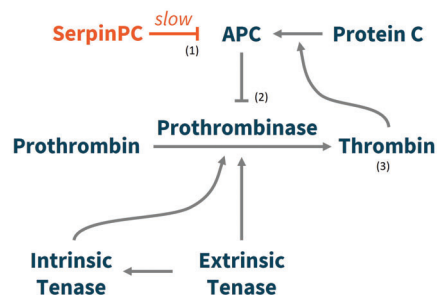 slow
SerpinPC APC Protein C
(1)
(2)
Prothrombinase
Prothrombin Thrombin
(3)
Intrinsic Extrinsic
Tenase Tenase